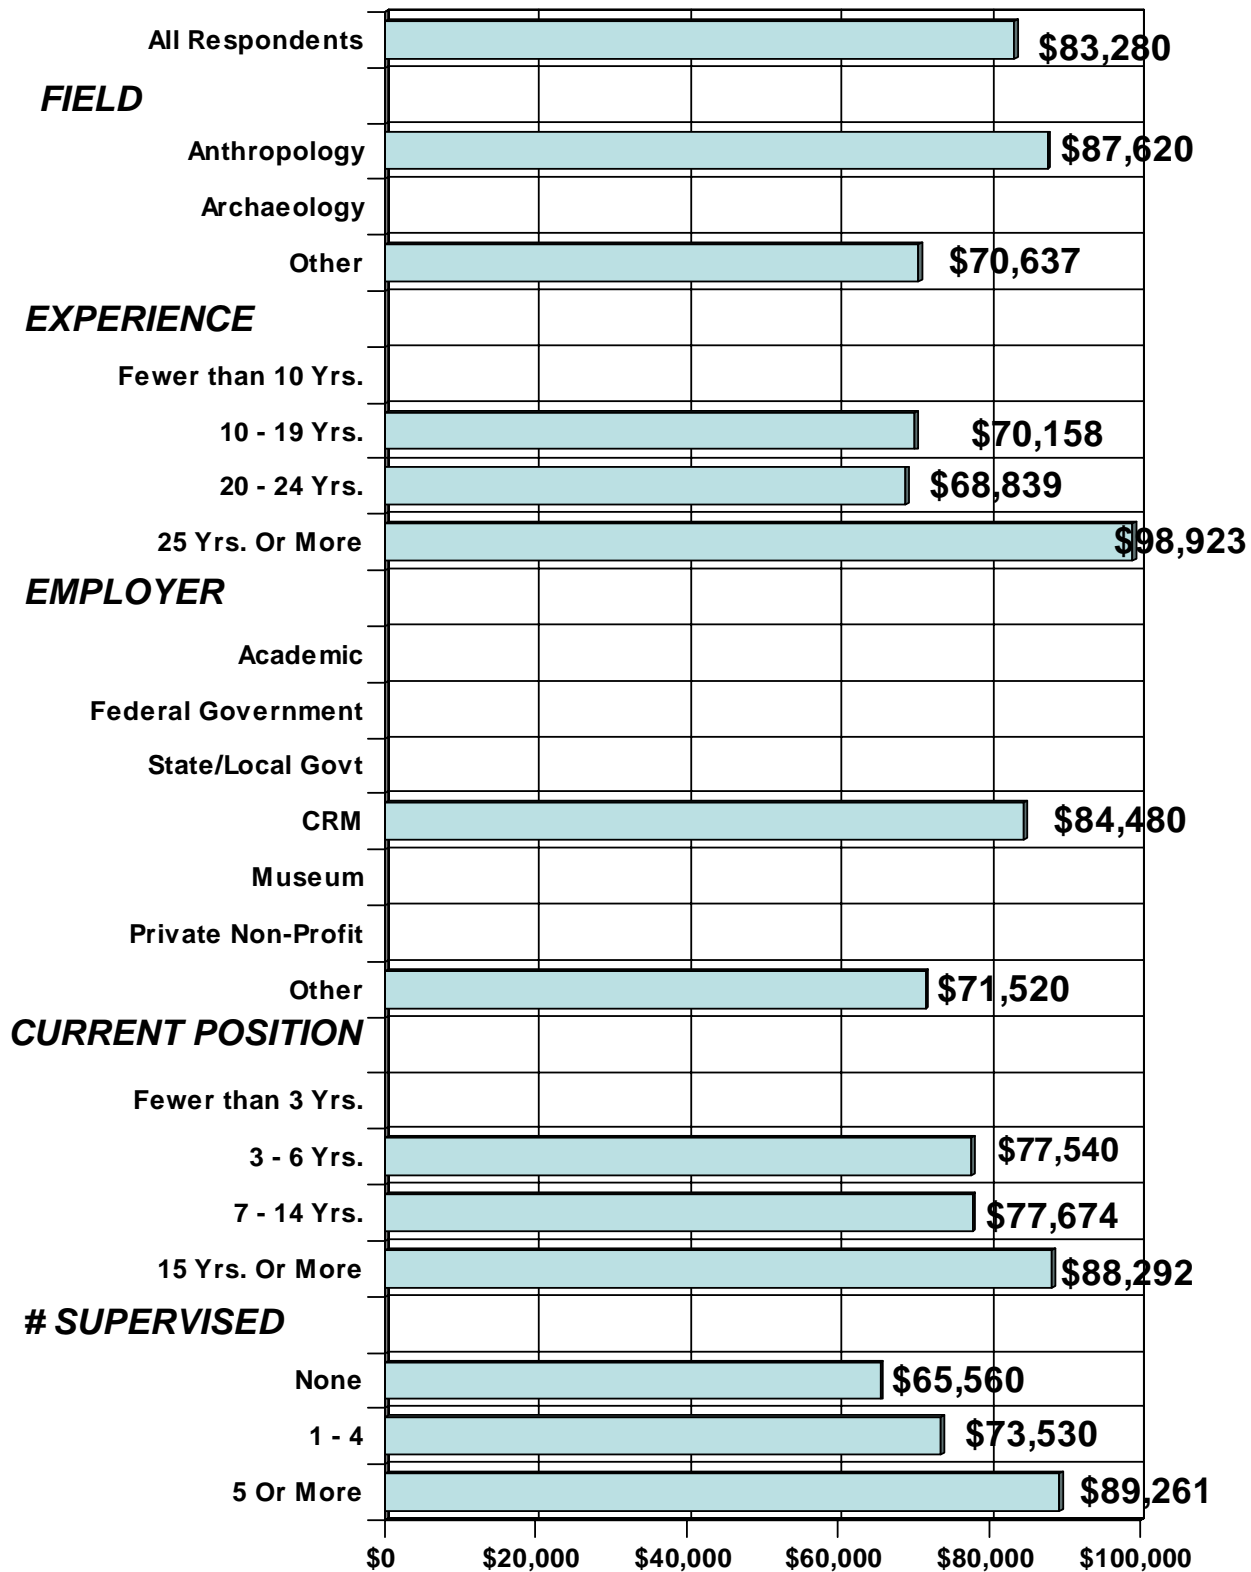 All Respondents $83,280
FIELD
Anthropology $87,620
Archaeology
Other $70,637
EXPERIENCE
Fewer than 10 Yrs.
10 - 19 Yrs. $70,158
20 - 24 Yrs. $68,839
25 Yrs. Or More $98,923
EMPLOYER
Academic
Federal Government
State/Local Govt
CRM $84,480
Museum
Private Non-Profit
Other $71,520
CURRENT POSITION
Fewer than 3 Yrs.
3 - 6 Yrs. $77,540
7 - 14 Yrs. $77,674
15 Yrs. Or More $88,292
# SUPERVISED
None $65,560
1 - 4 $73,530
5 Or More $89,261
$0 $20,000 $40,000 $60,000 $80,000 $100,000